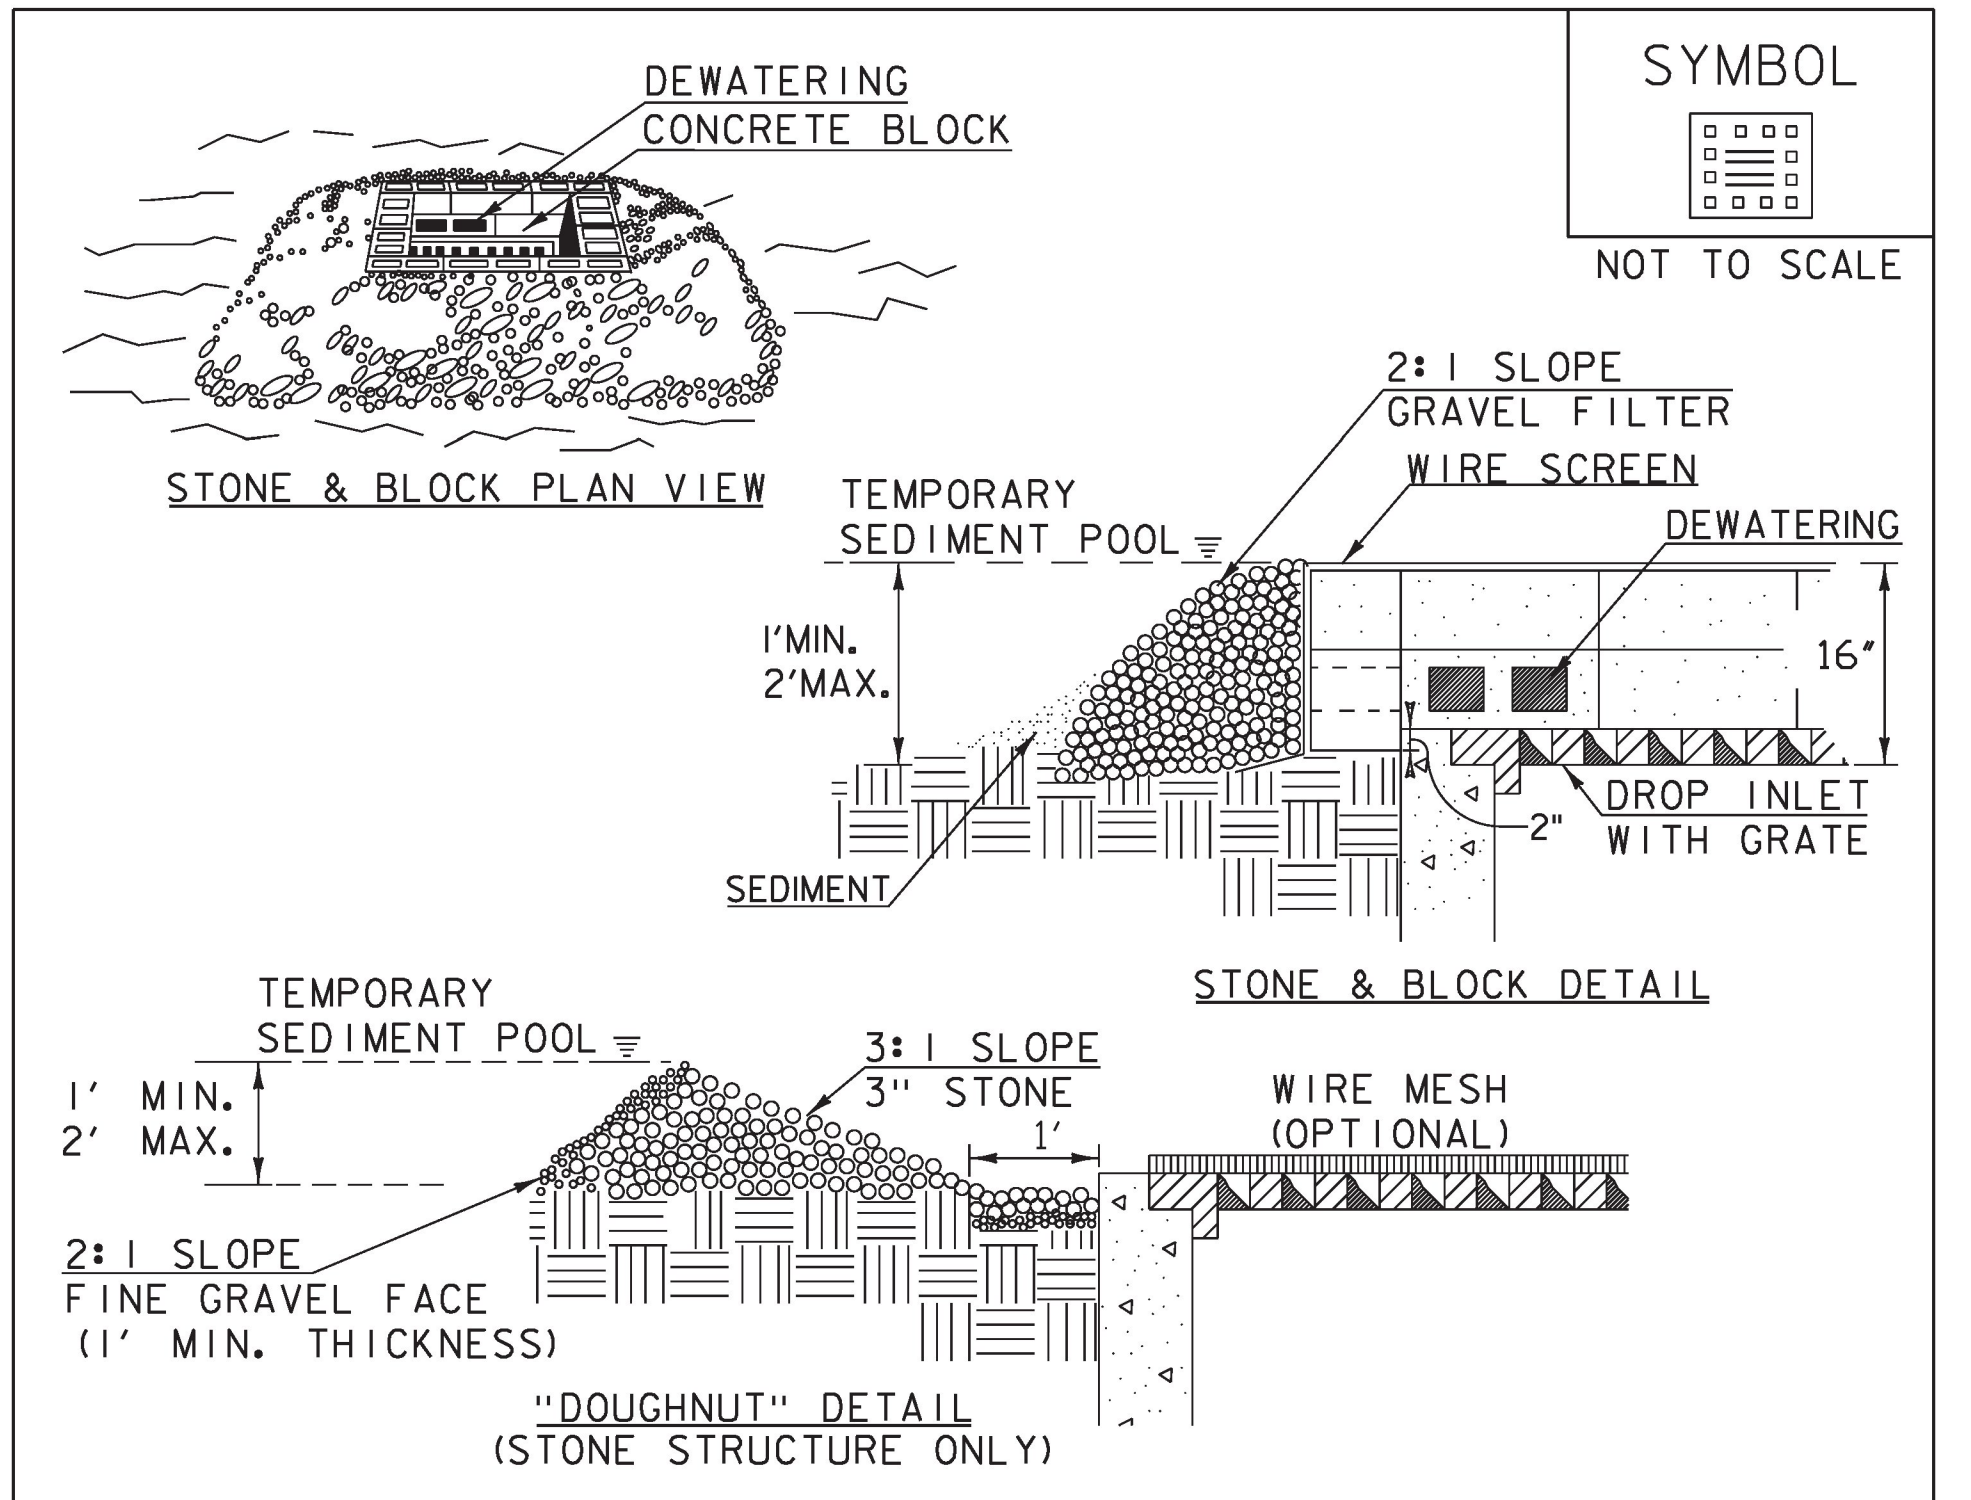 DEWATERING
CONCRETE BLOCK
STONE & BLOCK PLAN VIEW
SYMBOL
NOT TO SCALE
2:1 SLOPE
GRAVEL FILTER
WIRE SCREEN
DEWATERING
TEMPORARY
SEDIMENT POOL
1'MIN.
2'MAX.
16"
DROP INLET
WITH GRATE
2"
SEDIMENT
STONE & BLOCK DETAIL
TEMPORARY
SEDIMENT POOL
1' MIN.
2' MAX.
3:1 SLOPE
3" STONE
1'
WIRE MESH
(OPTIONAL)
2:1 SLOPE
FINE GRAVEL FACE
(1' MIN. THICKNESS)
"DOUGHNUT" DETAIL
(STONE STRUCTURE ONLY)